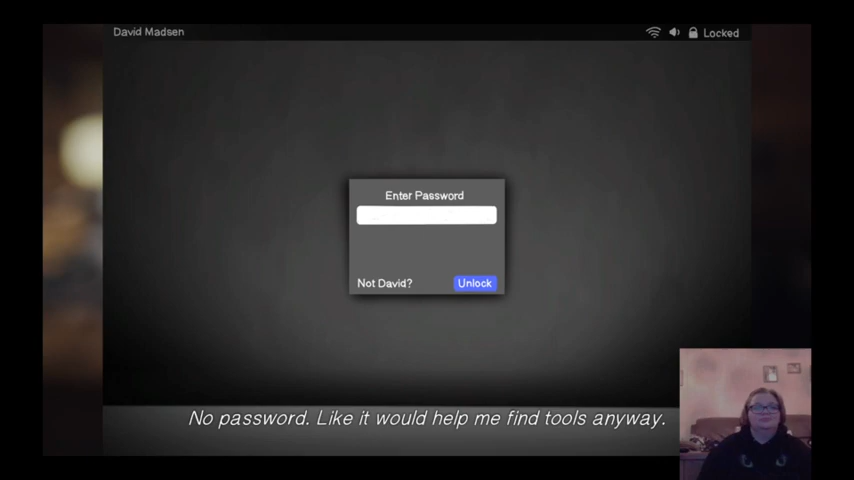 David Madsen
Locked
Enter Password
Not David?
Unlock
No password. Like it would help me find tools anyway.